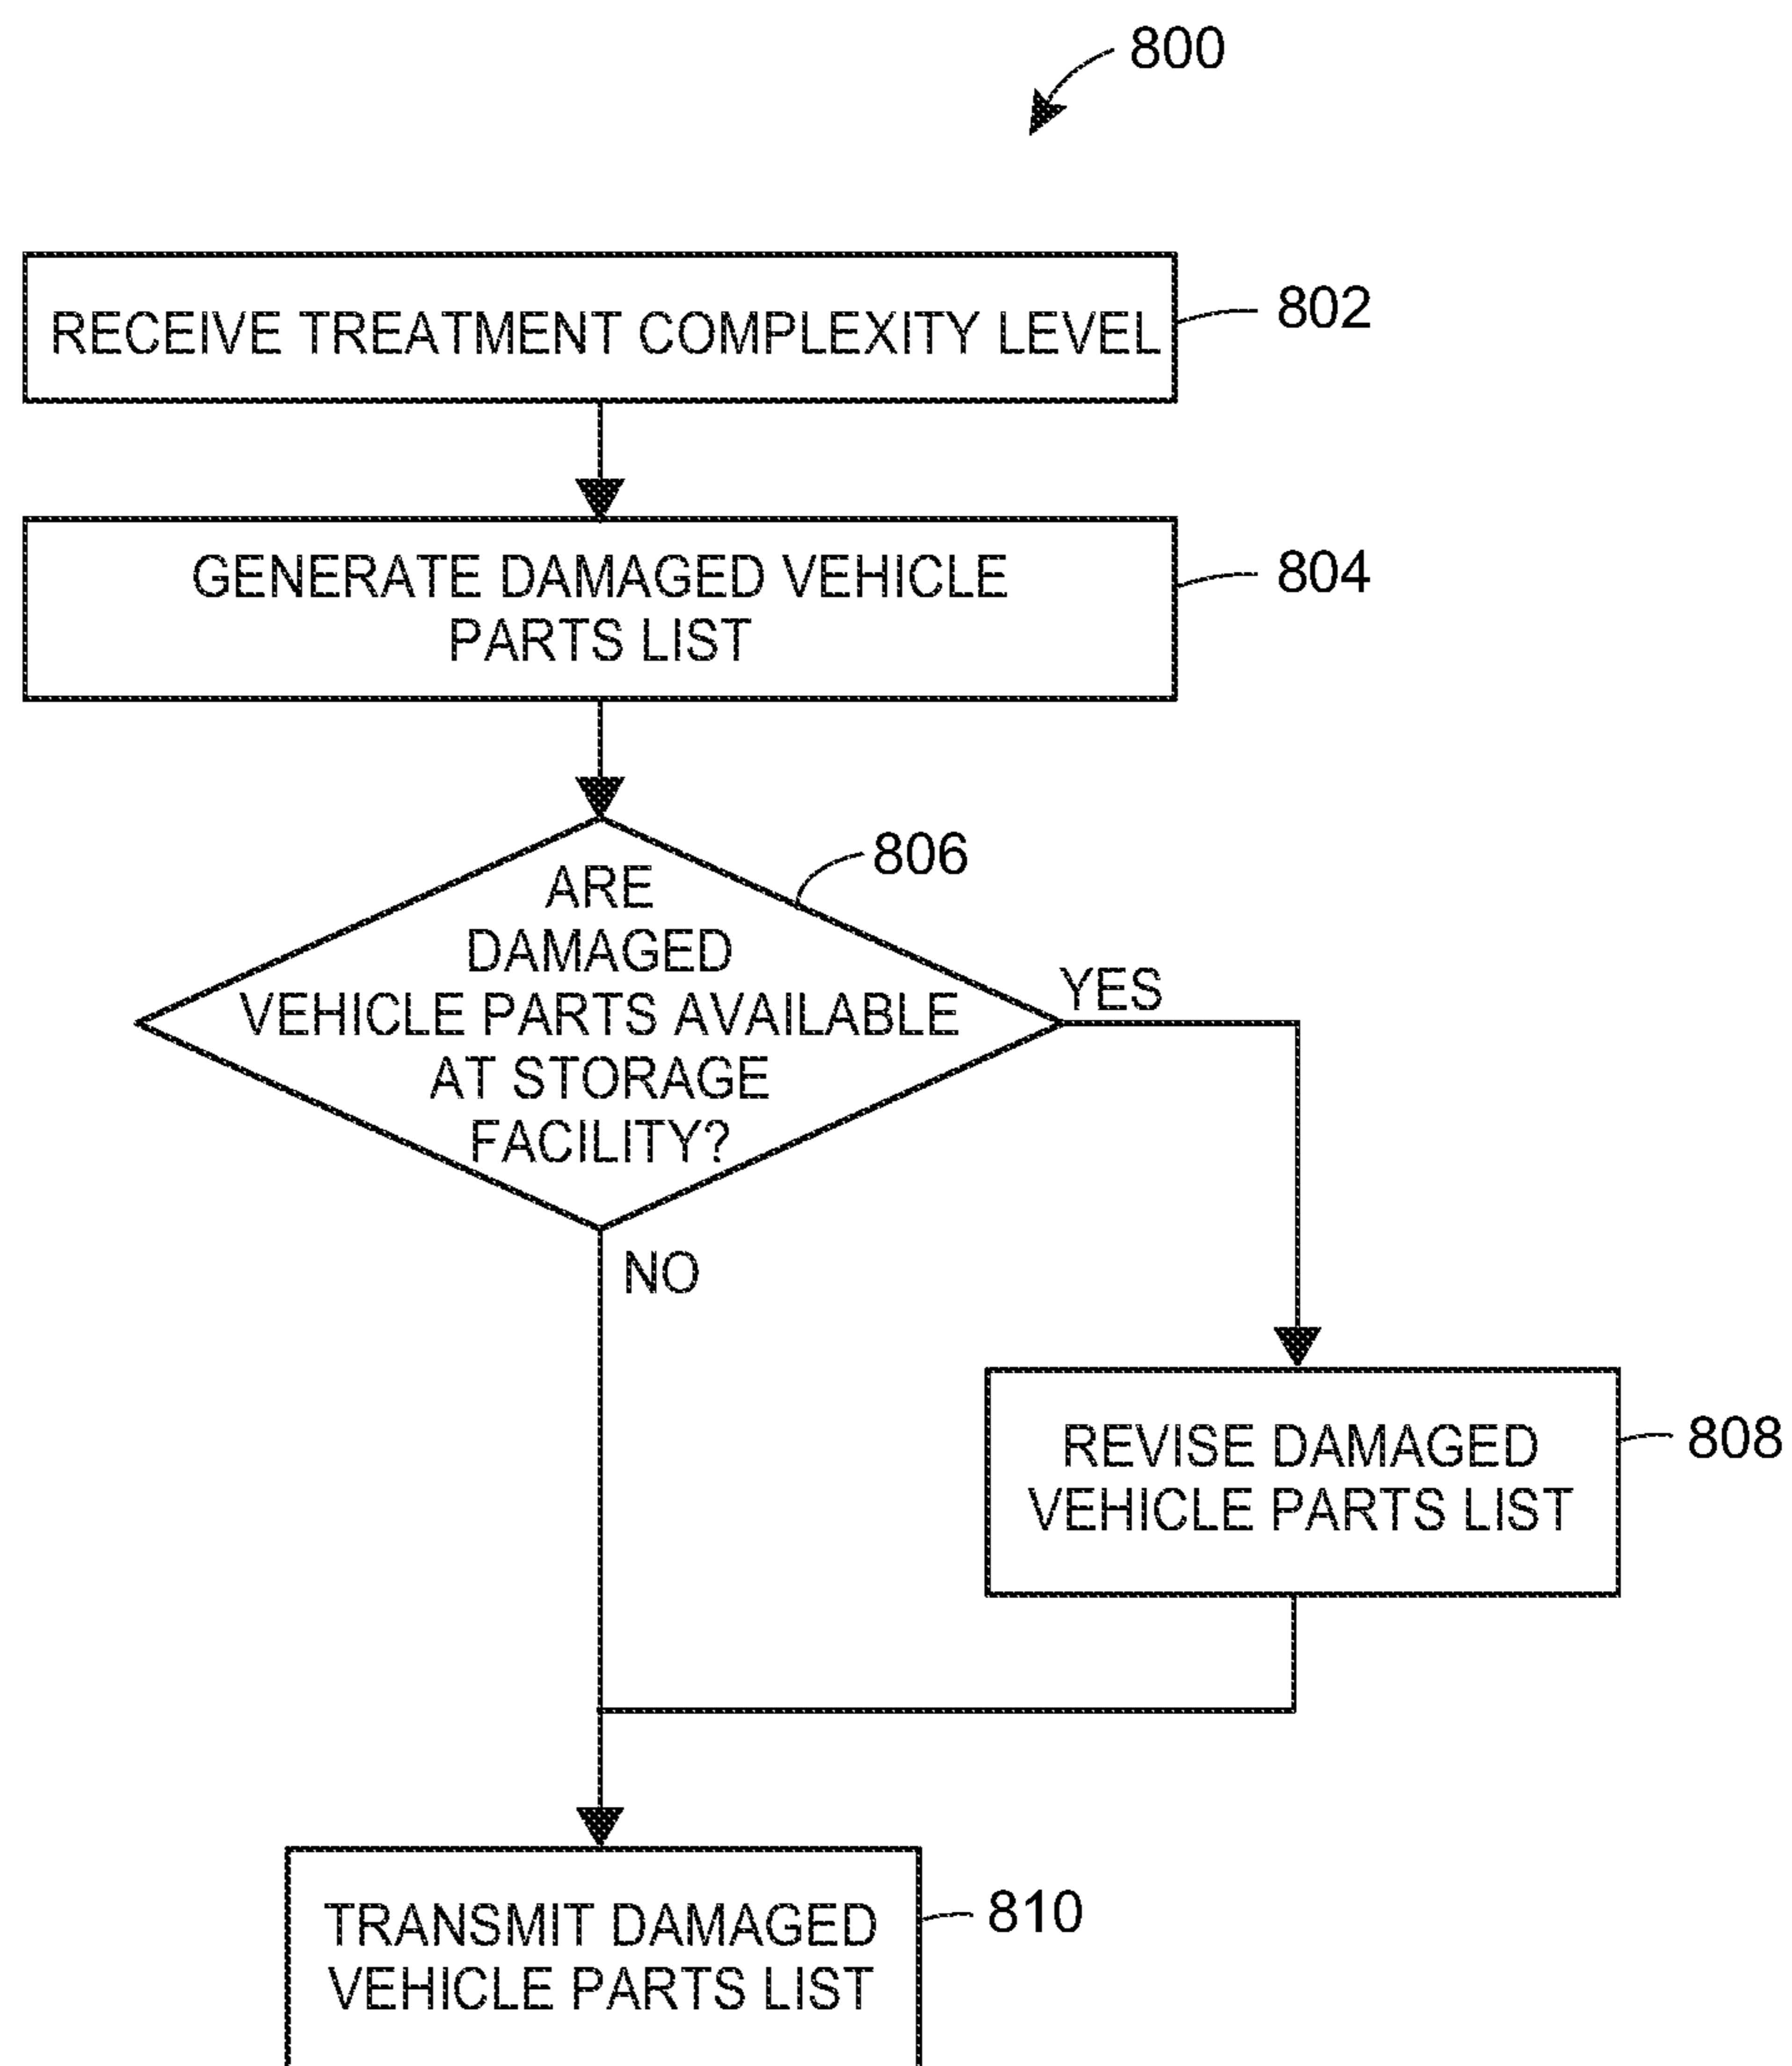 800
RECEIVE TREATMENT COMPLEXITY LEVEL
802
GENERATE DAMAGED VEHICLE
PARTS LIST
804
806
ARE
DAMAGED
VEHICLE PARTS AVAILABLE
AT STORAGE
FACILITY?
YES
NO
REVISE DAMAGED
VEHICLE PARTS LIST
808
TRANSMIT DAMAGED
VEHICLE PARTS LIST
810